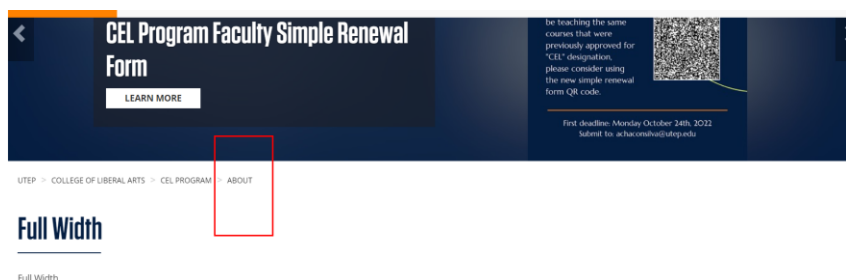 CEL Program Faculty Simple Renewal
Form
LEARN MORE
be teaching the same
courses that were
previously approved for
"CEL" designation,
please consider using
the new simple renewal
form QR code.
First deadline: Monday October 24th, 2022
Submit to: achaconsilva@utep.edu
UTEP > COLLEGE OF LIBERAL ARTS > CEL PROGRAM > ABOUT
Full Width
Full Width